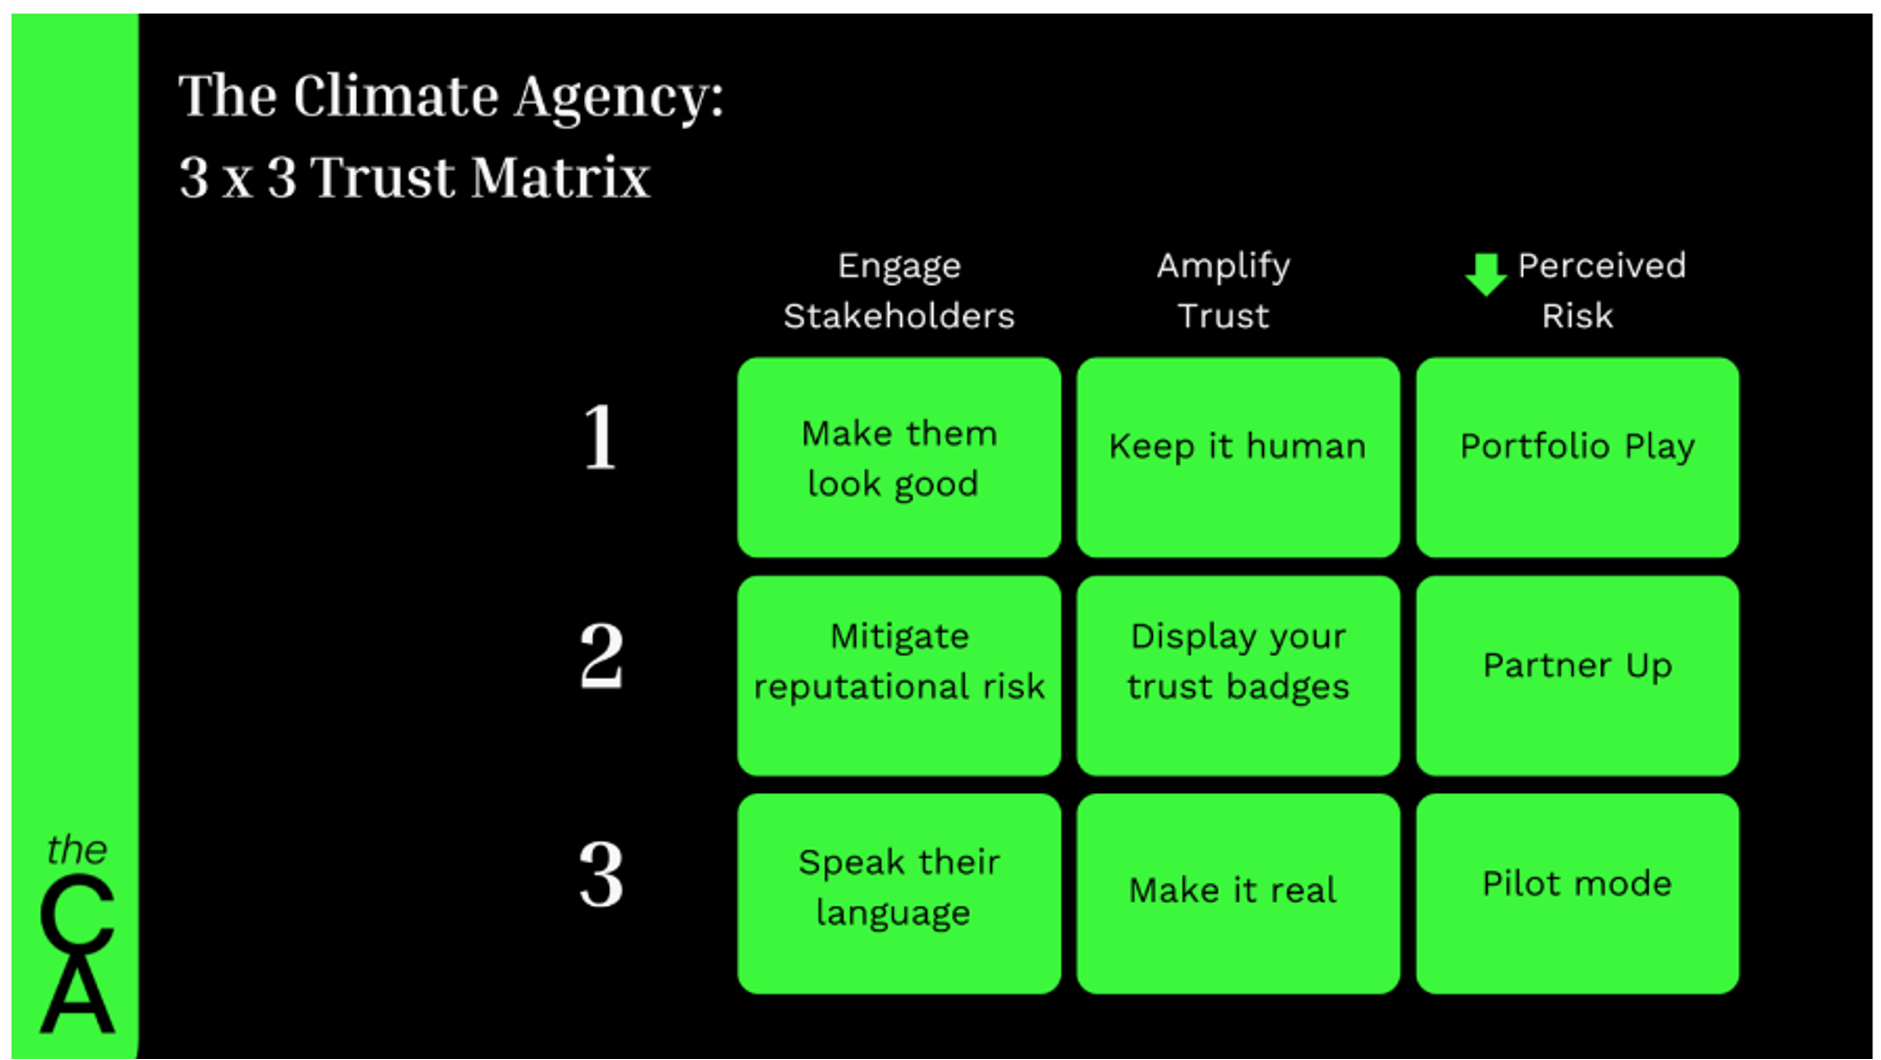 The Climate Agency:
3 x 3 Trust Matrix
Engage
Stakeholders
Amplify
Trust
Perceived
Risk
1
Make them
look good
Keep it human
Portfolio Play
2
Mitigate
reputational risk
Display your
trust badges
Partner Up
3
Speak their
language
Make it real
Pilot mode
the
C
A